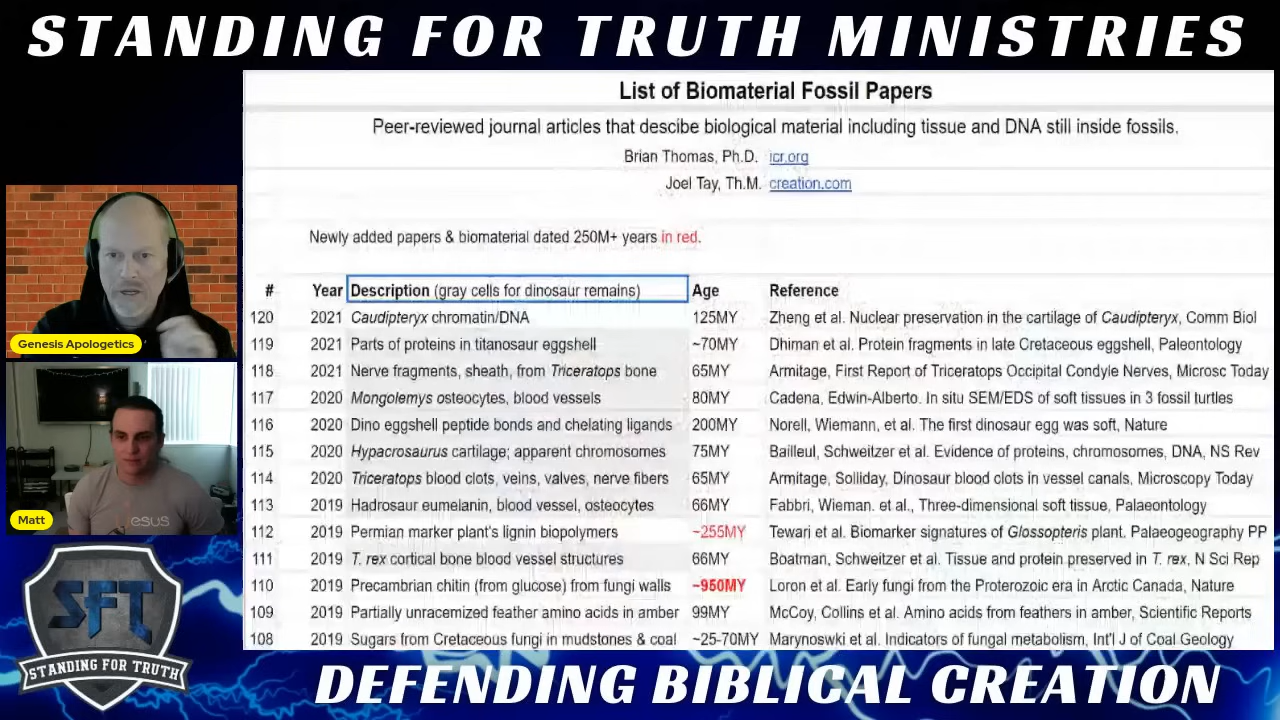 STANDING FOR TRUTH MINISTRIES
List of Biomaterial Fossil Papers
Peer-reviewed journal articles that descibe biological material including tissue and DNA still inside fossils.
Brian Thomas, Ph.D. icr.org
Joel Tay, Th.M. creation.com
Newly added papers & biomaterial dated 250M+ years in red.
# Year Description (gray cells for dinosaur remains) Age Reference
120 2021 Caudipteryx chromatin/DNA 125MY Zheng et al. Nuclear preservation in the cartilage of Caudipteryx, Comm Biol
119 2021 Parts of proteins in titanosaur eggshell ~70MY Dhiman et al. Protein fragments in late Cretaceous eggshell, Paleontology
118 2021 Nerve fragments, sheath, from Triceratops bone 65MY Armitage, First Report of Triceratops Occipital Condyle Nerves, Microsc Today
117 2020 Mongolemys osteocytes, blood vessels 80MY Cadena, Edwin-Alberto. In situ SEM/EDS of soft tissues in 3 fossil turtles
116 2020 Dino eggshell peptide bonds and chelating ligands 200MY Norell, Wiemann, et al. The first dinosaur egg was soft, Nature
115 2020 Hypacrosaurus cartilage; apparent chromosomes 75MY Bailleul, Schweitzer et al. Evidence of proteins, chromosomes, DNA, NS Rev
114 2020 Triceratops blood clots, veins, valves, nerve fibers 65MY Armitage, Solliday, Dinosaur blood clots in vessel canals, Microscopy Today
113 2019 Hadrosaur eumelanin, blood vessel, osteocytes 66MY Fabbri, Wieman. et al., Three-dimensional soft tissue, Palaeontology
112 2019 Permian marker plant's lignin biopolymers ~255MY Tewari et al. Biomarker signatures of Glossopteris plant. Palaeogeography PP
111 2019 T. rex cortical bone blood vessel structures 66MY Boatman, Schweitzer et al. Tissue and protein preserved in T. rex, N Sci Rep
110 2019 Precambrian chitin (from glucose) from fungi walls ~950MY Loron et al. Early fungi from the Proterozoic era in Arctic Canada, Nature
109 2019 Partially unracemized feather amino acids in amber 99MY McCoy, Collins et al. Amino acids from feathers in amber, Scientific Reports
108 2019 Sugars from Cretaceous fungi in mudstones & coal ~25-70MY Marynoswki et al. Indicators of fungal metabolism, Int'l J of Coal Geology
Genesis Apologetics
esus
Matt
SFT
STANDING FOR TRUTH
DEFENDING BIBLICAL CREATION